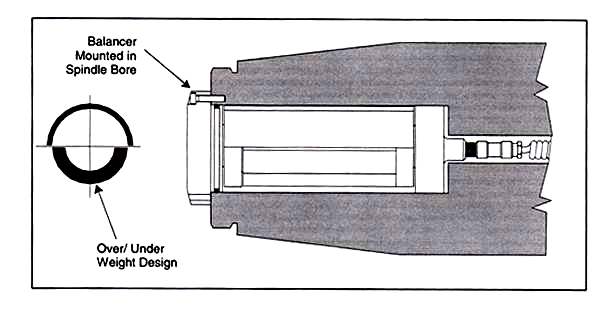 Balancer
Mounted in
Spindle Bore
Over/ Under
Weight Design